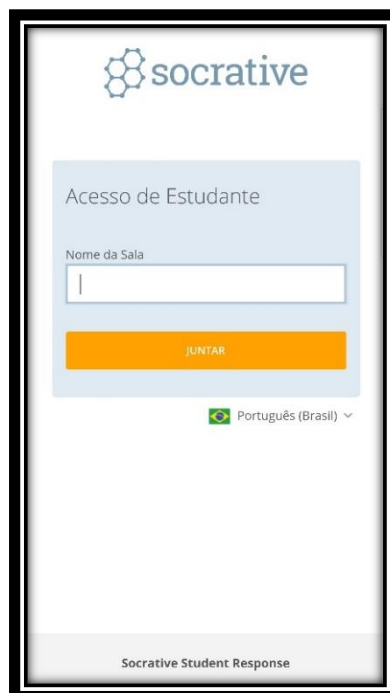 socrative
Acesso de Estudante
Nome da Sala
JUNTAR
Português (Brasil)
Socrative Student Response